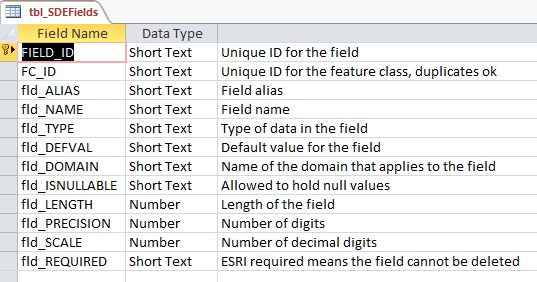 tbl_SDEFields
Field Name Data Type
FIELD_ID Short Text Unique ID for the field
FC_ID Short Text Unique ID for the feature class, duplicates ok
fld_ALIAS Short Text Field alias
fld_NAME Short Text Field name
fld_TYPE Short Text Type of data in the field
fld_DEFVAL Short Text Default value for the field
fld_DOMAIN Short Text Name of the domain that applies to the field
fld_ISNULLABLE Short Text Allowed to hold null values
fld_LENGTH Number Length of the field
fld_PRECISION Number Number of digits
fld_SCALE Number Number of decimal digits
fld_REQUIRED Short Text ESRI required means the field cannot be deleted